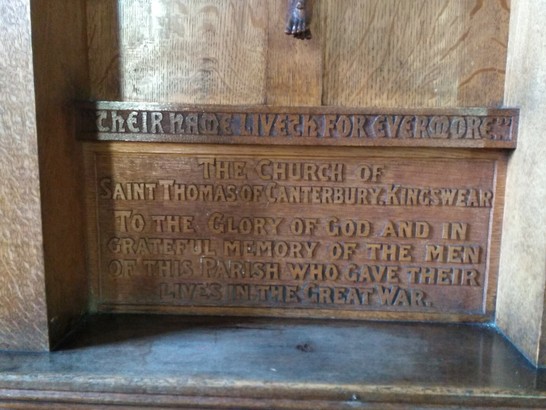 THEIR NAME LIVETH FOR EVERMORE
THE CHURCH OF
SAINT THOMAS OF CANTERBURY. KINGSWEAR
TO THE GLORY OF GOD AND IN
GRATEFUL MEMORY OF THE MEN
OF THIS PARISH WHO GAVE THEIR
LIVES IN THE GREAT WAR.